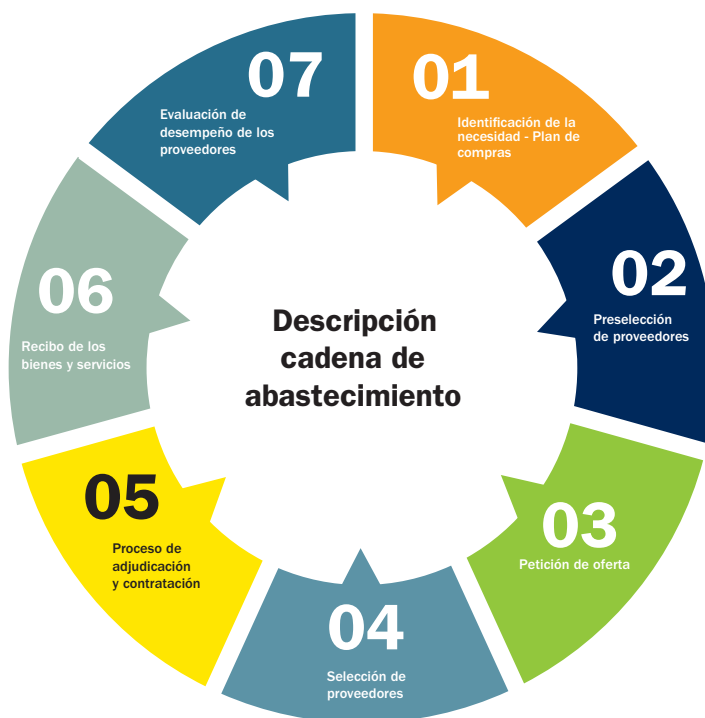 Descripción
cadena de
abastecimiento
01
Identificación de la
necesidad - Plan de
compras
02
Preselección
de proveedores
03
Petición de oferta
04
Selección de
proveedores
05
Proceso de
adjudicación
y contratación
06
Recibo de los
bienes y servicios
07
Evaluación de
desempeño de los
proveedores